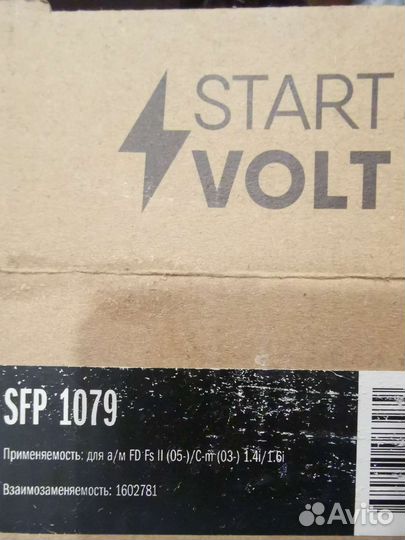 START
VOLT
SFP 1079
Применяемость: для а/м FD Fs II (05-)/C-m (03-) 1.4i/1.6i
Взаимозаменяемость: 1602781
Avito